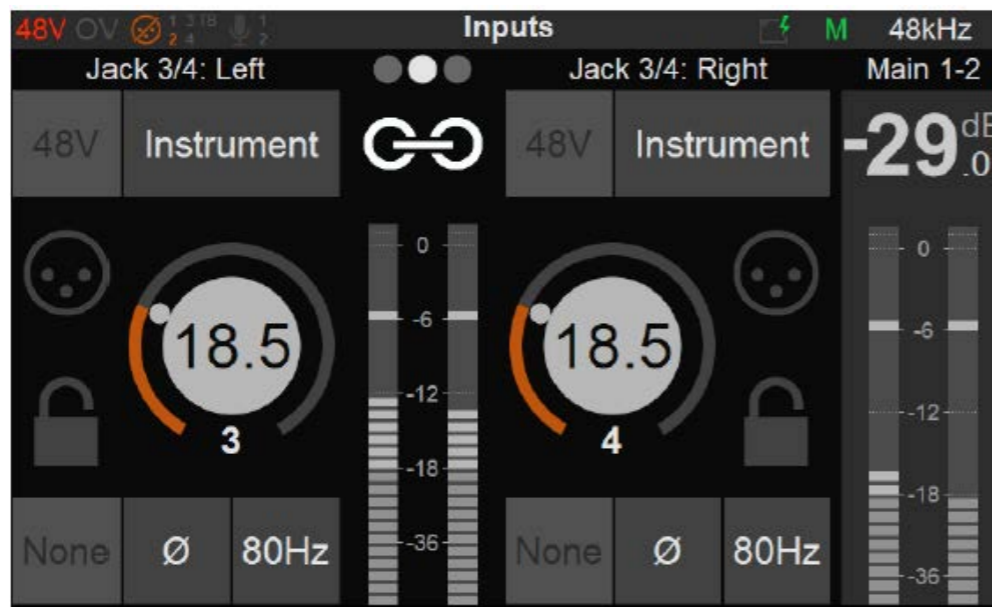 48V OV Ø 1 2 3 4 TB 1 2 Inputs M 48kHz
Jack 3/4: Left Jack 3/4: Right Main 1-2
48V Instrument 48V Instrument -29.0 dB
0 0
-6 -6
18.5 18.5
-12 -12
3 4
-18 -18
None Ø 80Hz -36 None Ø 80Hz -36